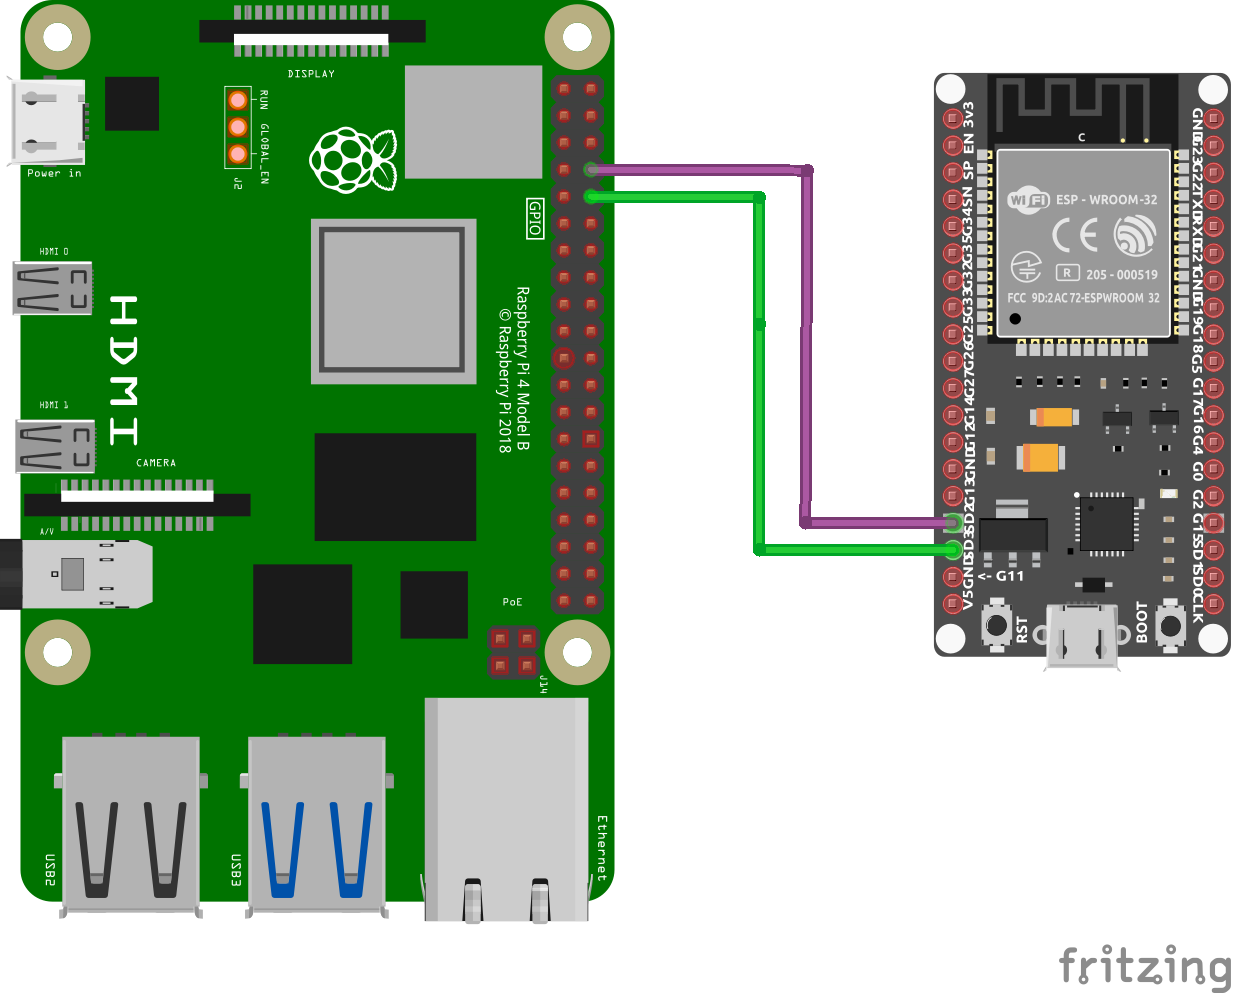 DISPLAY
RUN
GLOBAL_EN
J2
Power in
GPIO
HDMI 0
HDMI
HDMI 1
Raspberry Pi 4 Model B
© Raspberry Pi 2018
CAMERA
A/V
PoE
J14
USB2
USB3
Ethernet
3v3
EN
SP
SN
G34
G35
G32
G33
G25
G26
G27
G14
G12
GND
G13
SD2
SD3
GND
V5
C
WiFi
ESP - WROOM-32
CE
R
205 - 000519
FCC 9D:2AC72-ESPWROOM 32
<- G11
RST
BOOT
GND
G23
G22
TXD
RXD
G21
GND
G19
G18
G5
G17
G16
G4
G0
G2
G15
SD1
SD0
CLK
fritzing